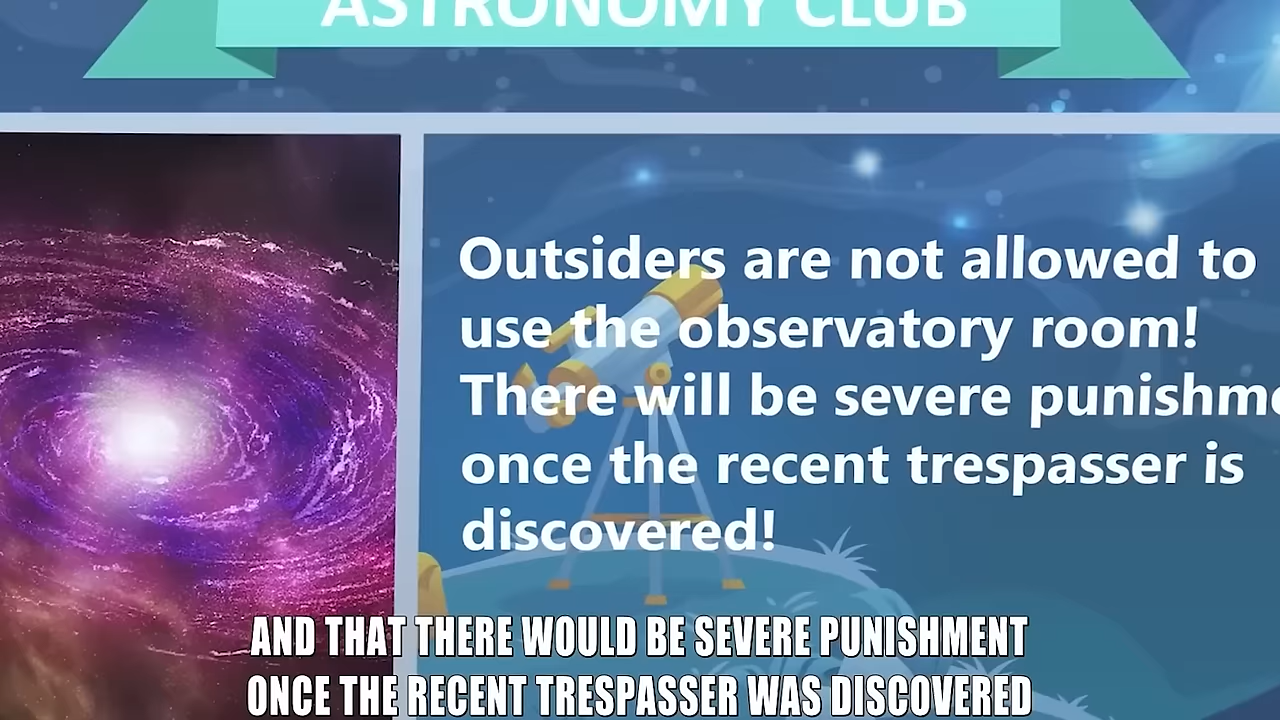 ASTRONOMY CLUB
Outsiders are not allowed to
use the observatory room!
There will be severe punishme
once the recent trespasser is
discovered!
AND THAT THERE WOULD BE SEVERE PUNISHMENT
ONCE THE RECENT TRESPASSER WAS DISCOVERED